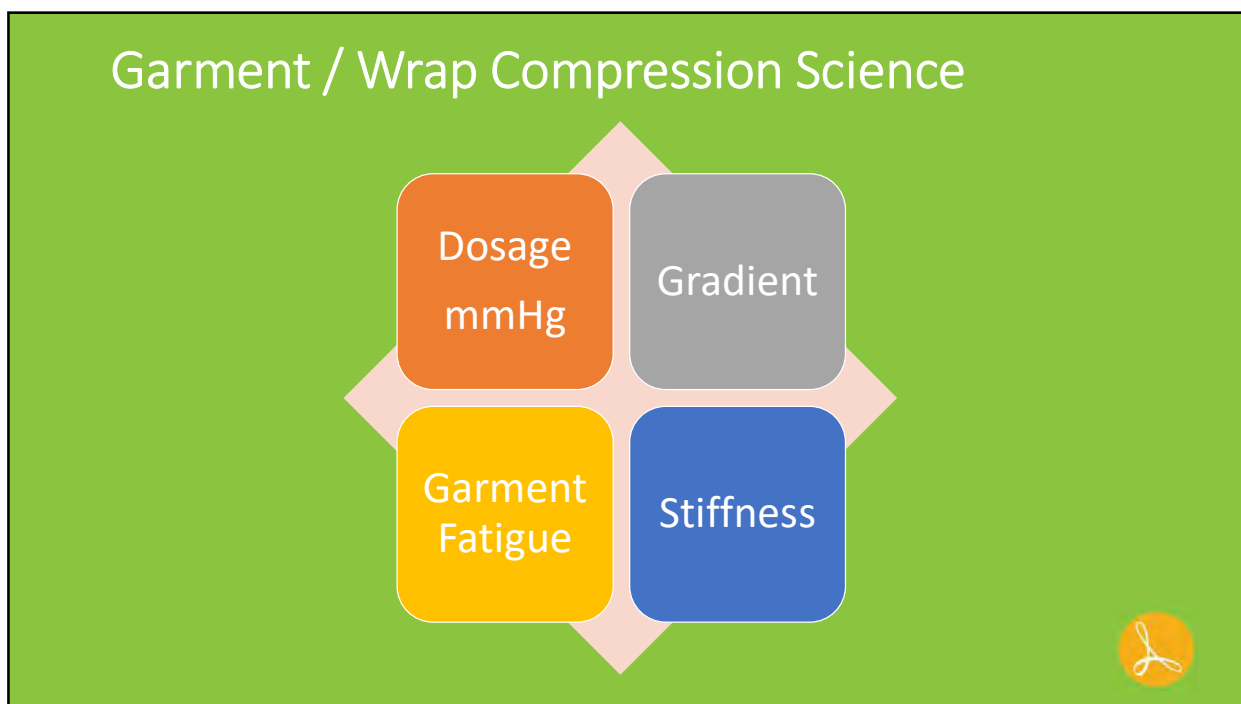 Garment / Wrap Compression Science
Dosage
mmHg
Gradient
Garment
Fatigue
Stiffness